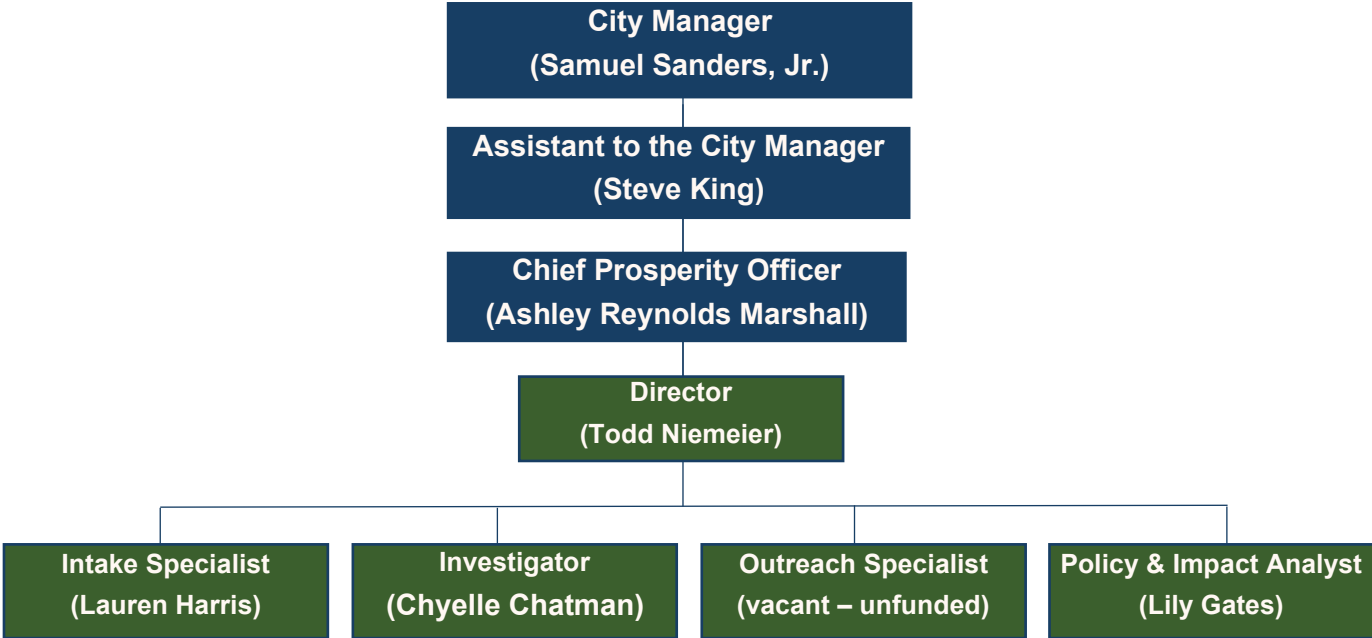 City Manager
(Samuel Sanders, Jr.)
Assistant to the City Manager
(Steve King)
Chief Prosperity Officer
(Ashley Reynolds Marshall)
Director
(Todd Niemeier)
Intake Specialist
(Lauren Harris)
Investigator
(Chyelle Chatman)
Outreach Specialist
(vacant – unfunded)
Policy & Impact Analyst
(Lily Gates)